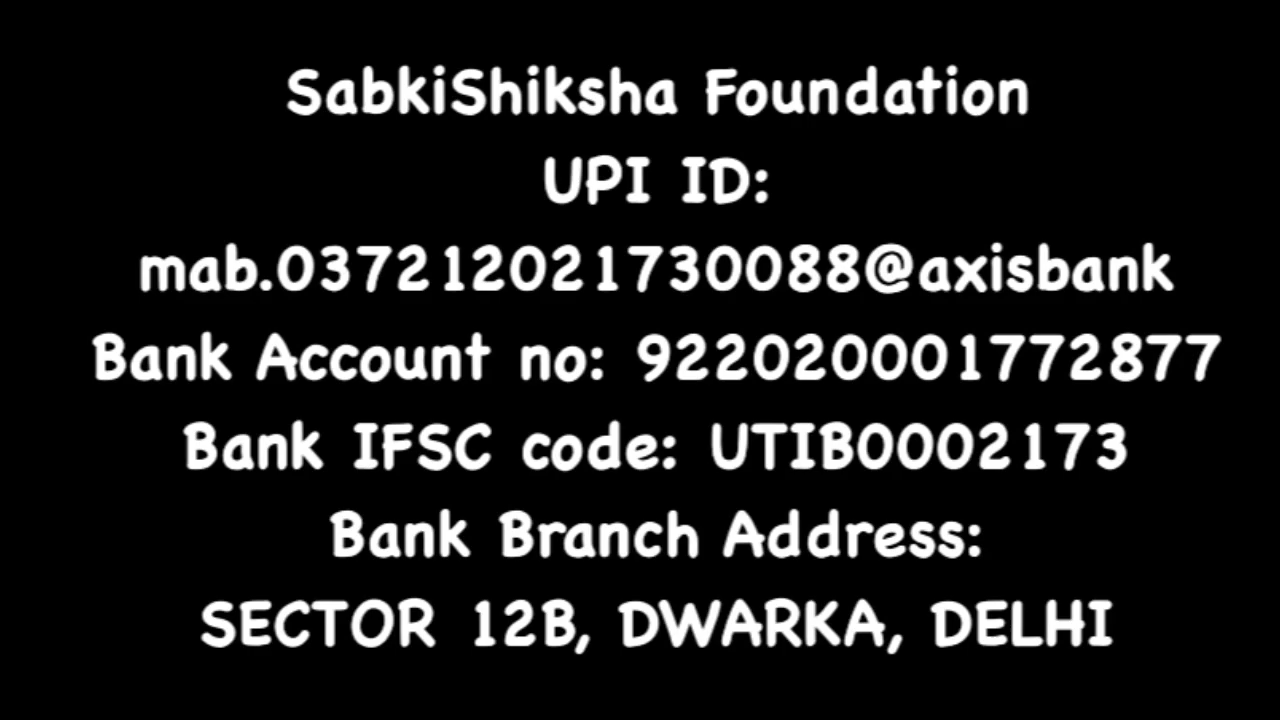 SabkiShiksha Foundation
UPI ID:
mab.037212021730088@axisbank
Bank Account no: 922020001772877
Bank IFSC code: UTIB0002173
Bank Branch Address:
SECTOR 12B, DWARKA, DELHI